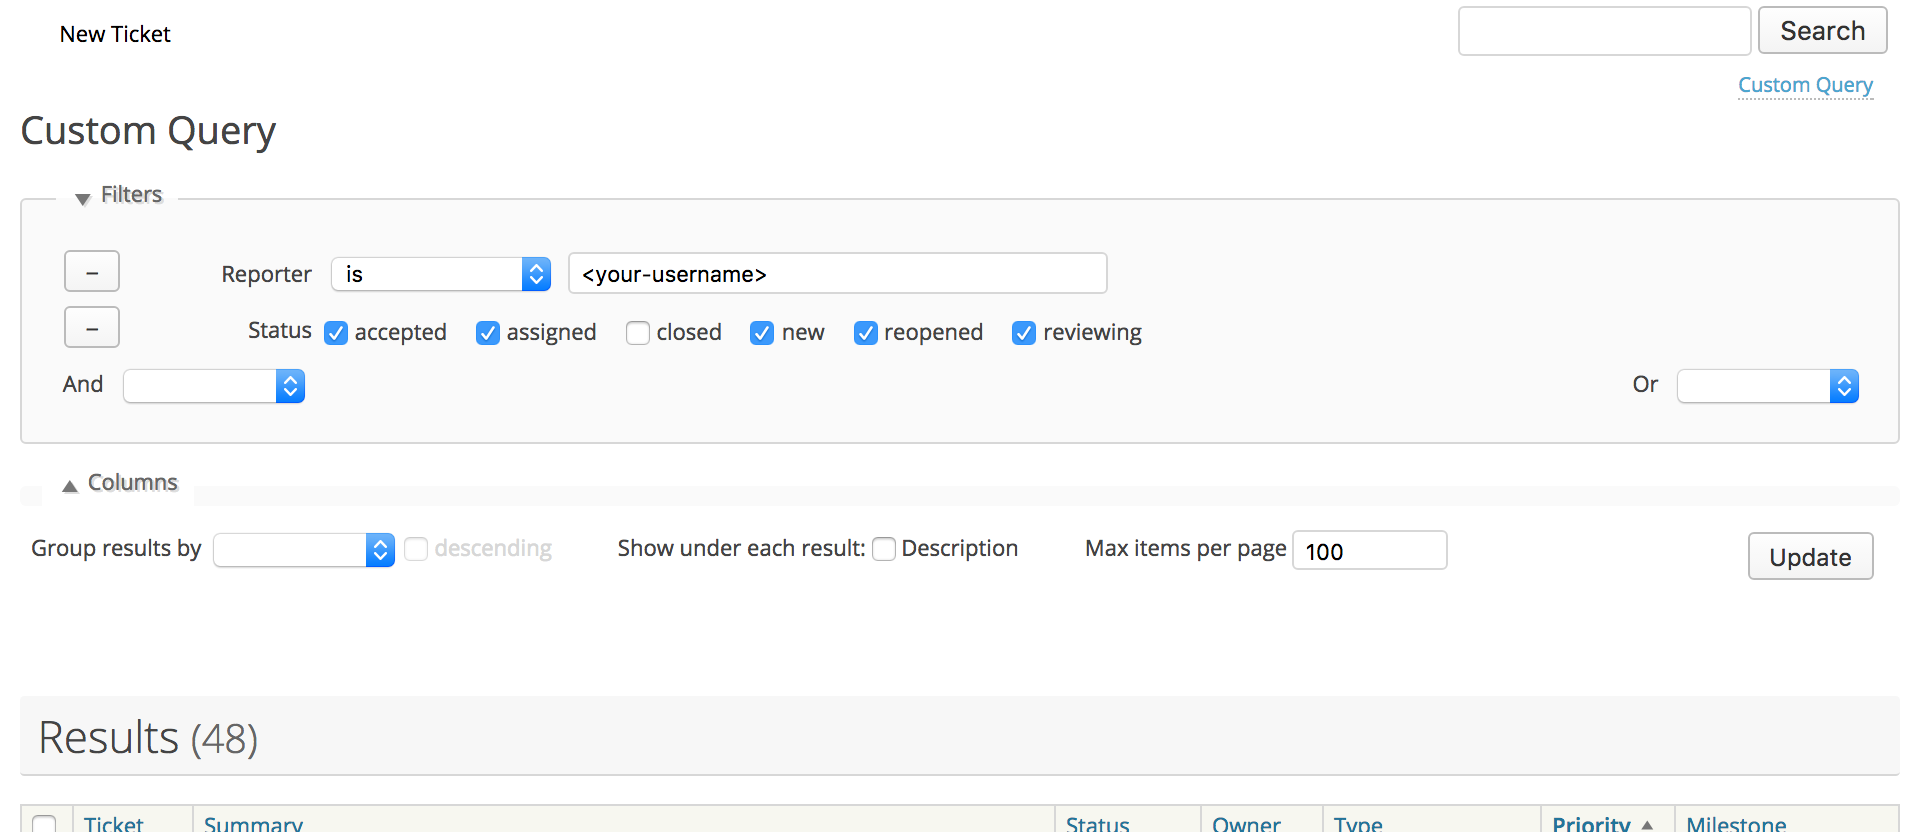 New Ticket
Search
Custom Query
Custom Query
Filters
– Reporter is <your-username>
– Status accepted assigned closed new reopened reviewing
And Or
Columns
Group results by descending Show under each result: Description Max items per page 100 Update
Results (48)
Ticket Summary Status Owner Type Priority Milestone